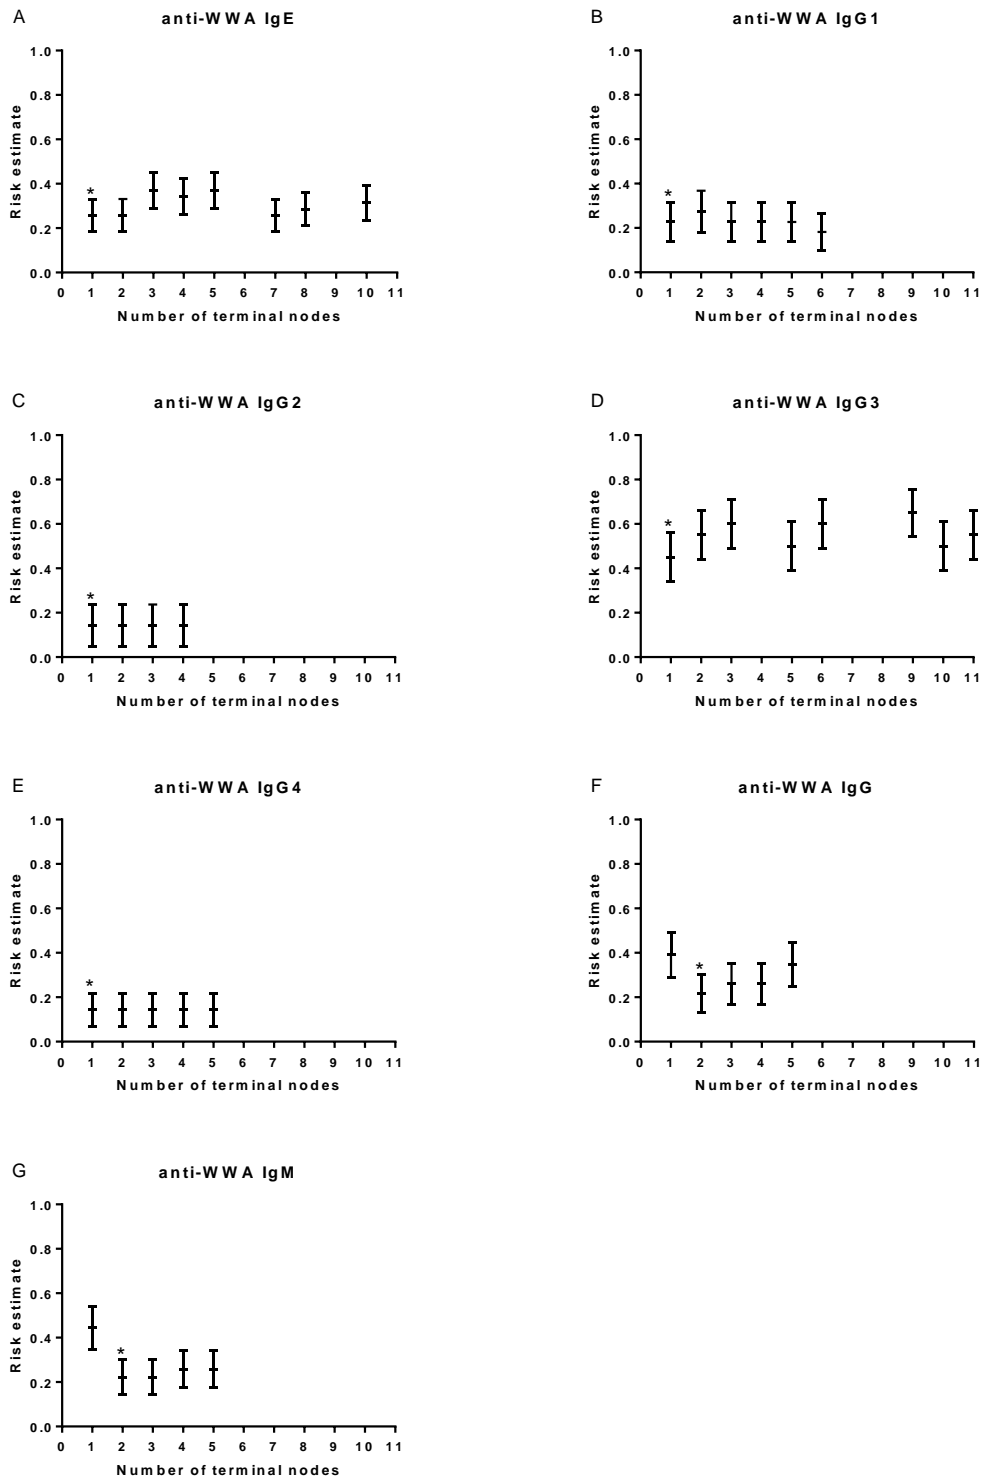 A
anti-WWA IgE
1.0
0.8
0.6
0.4
0.2
0.0
Risk estimate
*
0 1 2 3 4 5 6 7 8 9 10 11
Number of terminal nodes
B
anti-WWA IgG1
1.0
0.8
0.6
0.4
0.2
0.0
Risk estimate
*
0 1 2 3 4 5 6 7 8 9 10 11
Number of terminal nodes
C
anti-WWA IgG2
1.0
0.8
0.6
0.4
0.2
0.0
Risk estimate
*
0 1 2 3 4 5 6 7 8 9 10 11
Number of terminal nodes
D
anti-WWA IgG3
1.0
0.8
0.6
0.4
0.2
0.0
Risk estimate
*
0 1 2 3 4 5 6 7 8 9 10 11
Number of terminal nodes
E
anti-WWA IgG4
1.0
0.8
0.6
0.4
0.2
0.0
Risk estimate
*
0 1 2 3 4 5 6 7 8 9 10 11
Number of terminal nodes
F
anti-WWA IgG
1.0
0.8
0.6
0.4
0.2
0.0
Risk estimate
*
0 1 2 3 4 5 6 7 8 9 10 11
Number of terminal nodes
G
anti-WWA IgM
1.0
0.8
0.6
0.4
0.2
0.0
Risk estimate
*
0 1 2 3 4 5 6 7 8 9 10 11
Number of terminal nodes